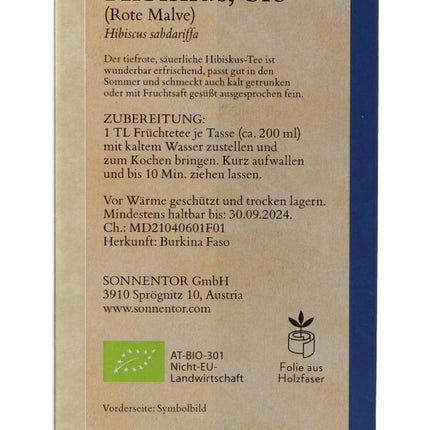 (Rote Malve)
Hibiscus sabdariffa
Der tiefrote, säuerliche Hibiskus-Tee ist
wunderbar erfrischend, passt gut in den
Sommer und schmeckt auch kalt getrunken
oder mit Fruchtsaft gesüßt ausgesprochen fein.
ZUBEREITUNG:
1 TL Früchtetee je Tasse (ca. 200 ml)
mit kaltem Wasser zustellen und
zum Kochen bringen. Kurz aufwallen
und bis 10 Min. ziehen lassen.
Vor Wärme geschützt und trocken lagern.
Mindestens haltbar bis: 30.09.2024.
Ch.: MD21040601F01
Herkunft: Burkina Faso
SONNENTOR GmbH
3910 Sprögnitz 10, Austria
www.sonnentor.com
AT-BIO-301
Nicht-EU-
Landwirtschaft
Folie aus
Holzfaser
Vorderseite: Symbolbild